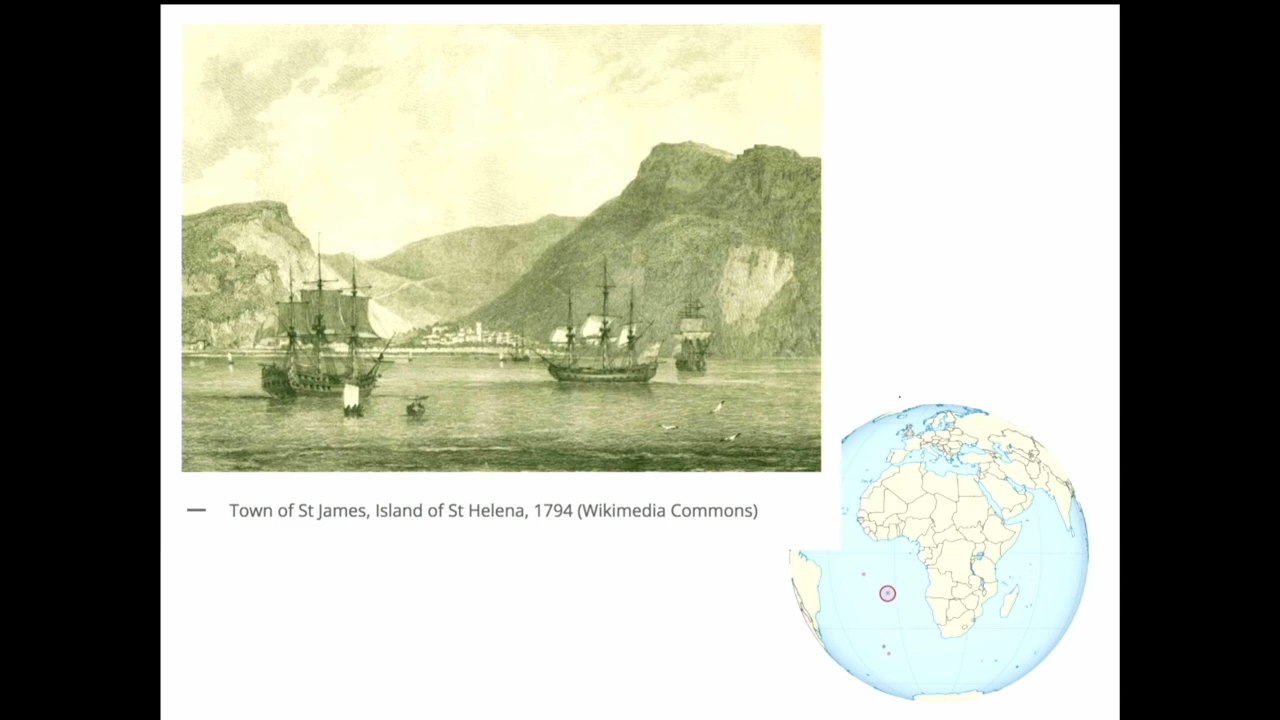 — Town of St James, Island of St Helena, 1794 (Wikimedia Commons)